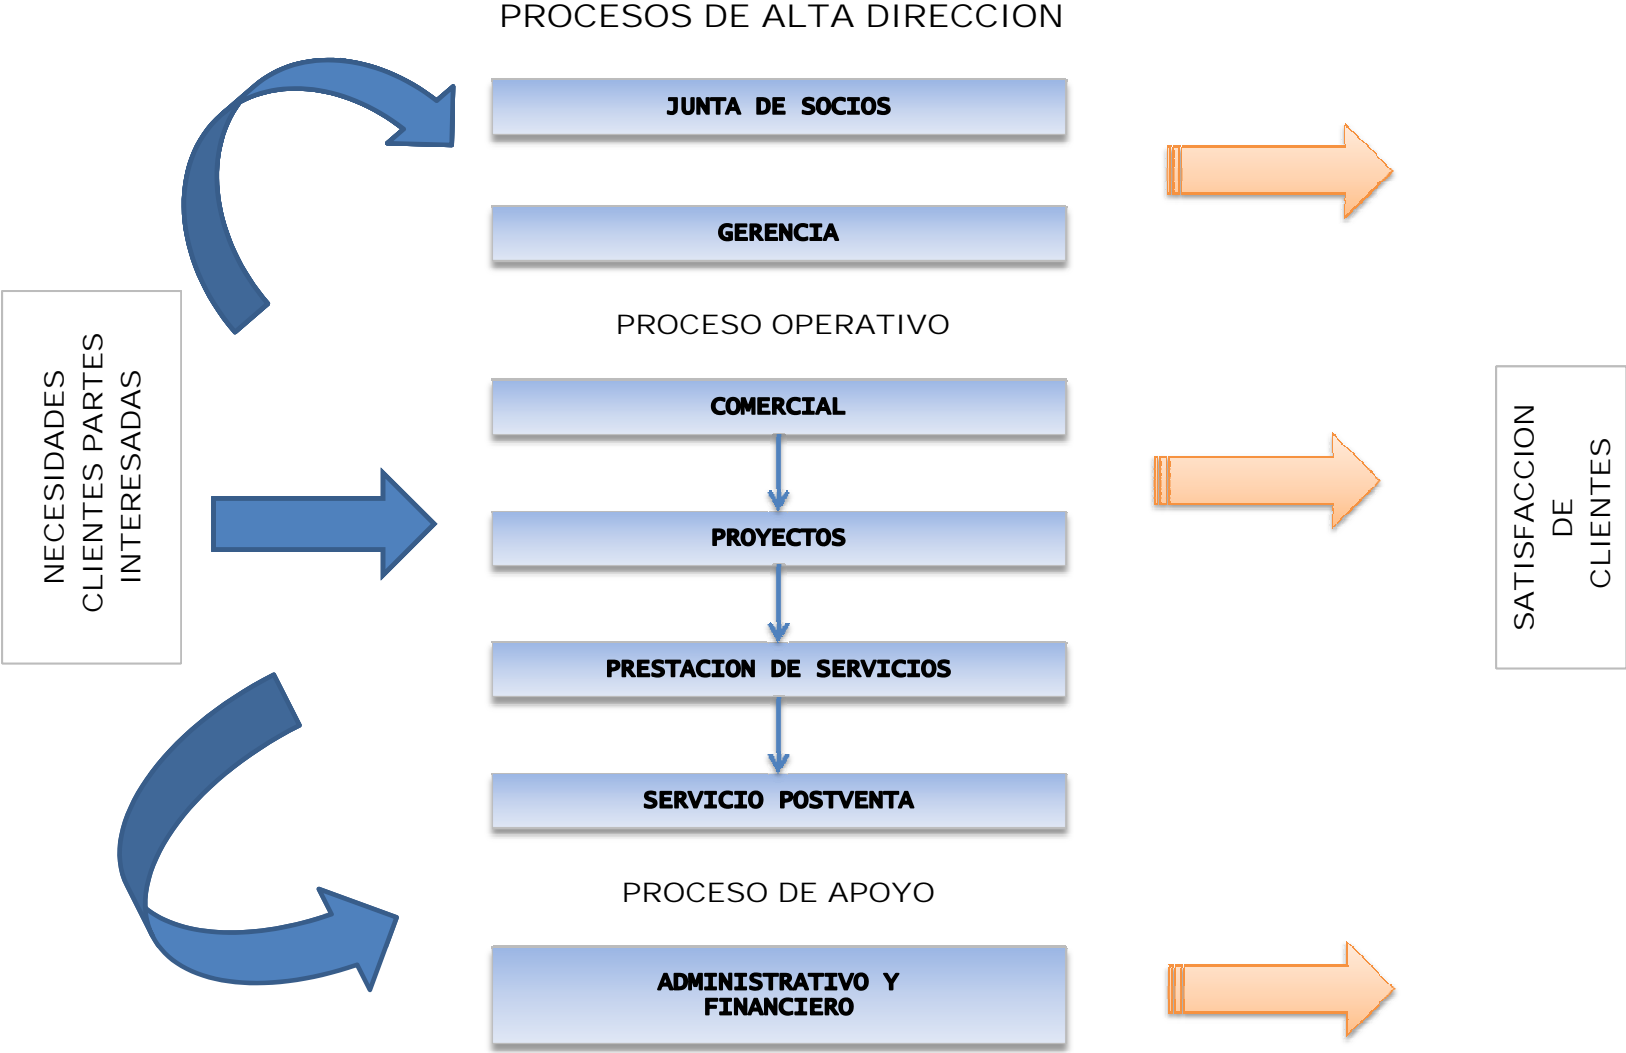 PROCESOS DE ALTA DIRECCION
JUNTA DE SOCIOS
GERENCIA
NECESIDADES
CLIENTES PARTES
INTERESADAS
PROCESO OPERATIVO
COMERCIAL
PROYECTOS
PRESTACION DE SERVICIOS
SERVICIO POSTVENTA
PROCESO DE APOYO
ADMINISTRATIVO Y
FINANCIERO
SATISFACCION
DE
CLIENTES